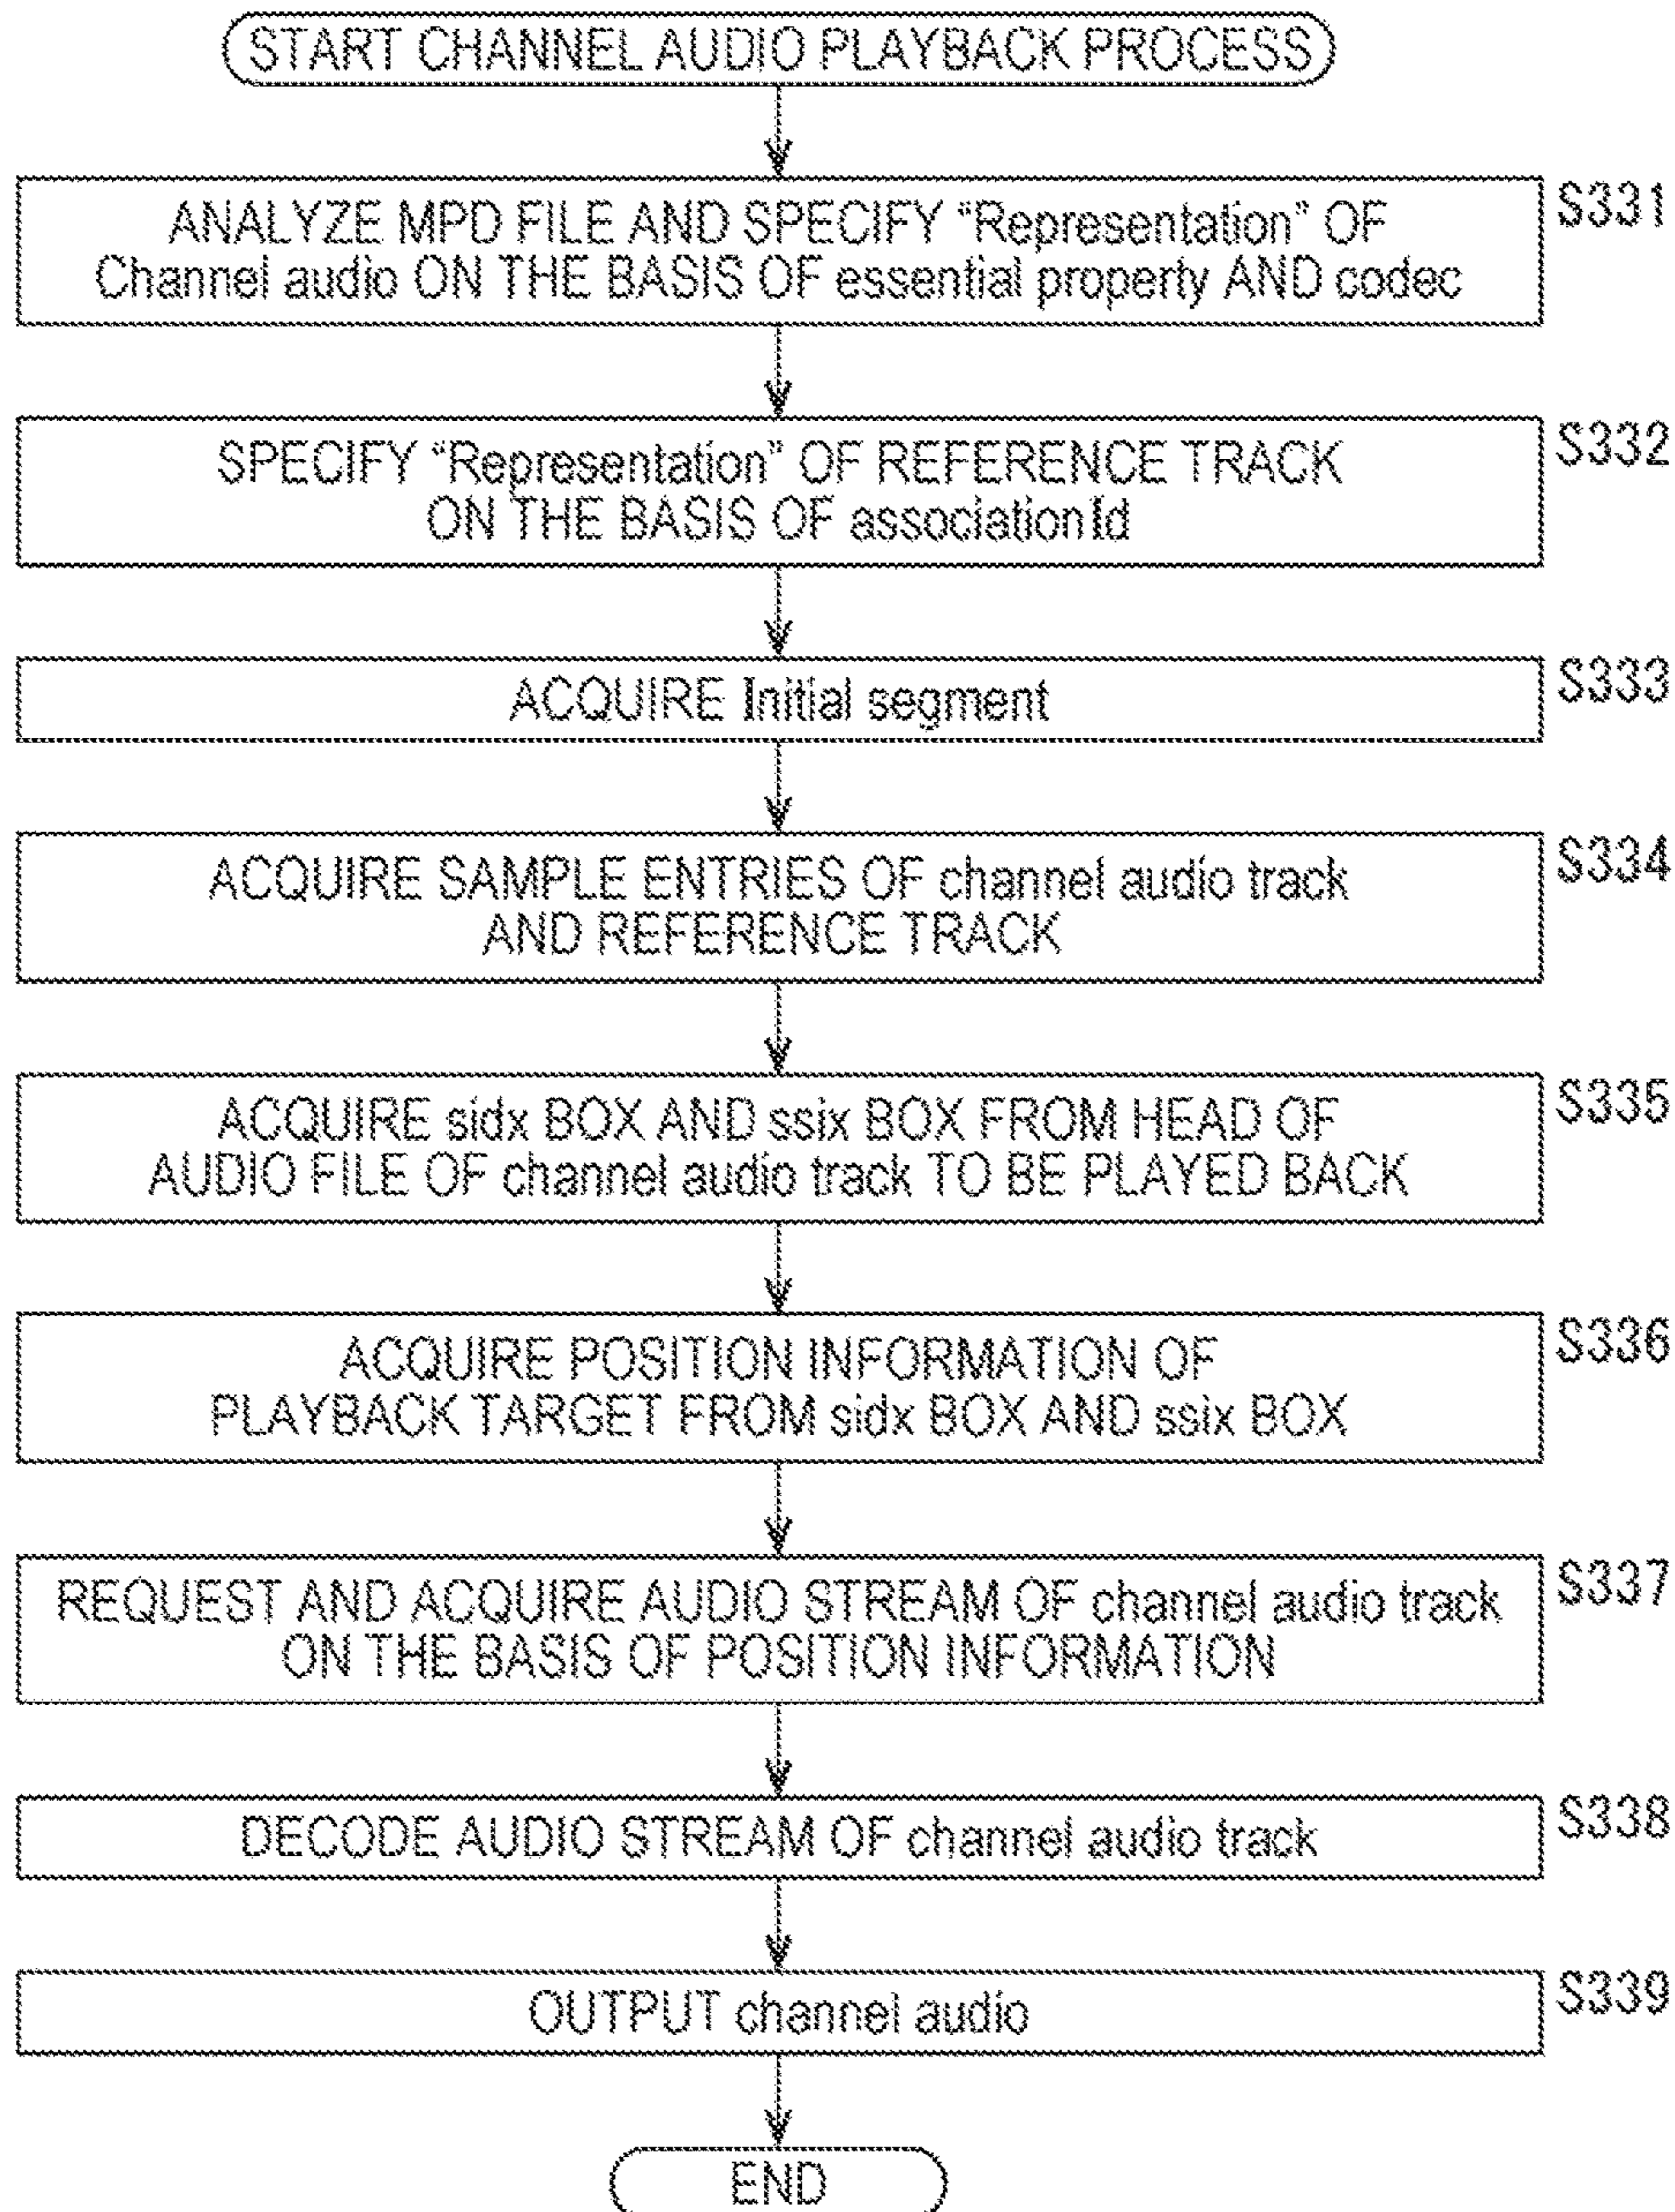 START CHANNEL AUDIO PLAYBACK PROCESS
ANALYZE MPD FILE AND SPECIFY “Representation” OF
Channel audio ON THE BASIS OF essential property AND codec
S331
SPECIFY “Representation” OF REFERENCE TRACK
ON THE BASIS OF associationId
S332
ACQUIRE Initial segment
S333
ACQUIRE SAMPLE ENTRIES OF channel audio track
AND REFERENCE TRACK
S334
ACQUIRE sidx BOX AND ssix BOX FROM HEAD OF
AUDIO FILE OF channel audio track TO BE PLAYED BACK
S335
ACQUIRE POSITION INFORMATION OF
PLAYBACK TARGET FROM sidx BOX AND ssix BOX
S336
REQUEST AND ACQUIRE AUDIO STREAM OF channel audio track
ON THE BASIS OF POSITION INFORMATION
S337
DECODE AUDIO STREAM OF channel audio track
S338
OUTPUT channel audio
S339
END